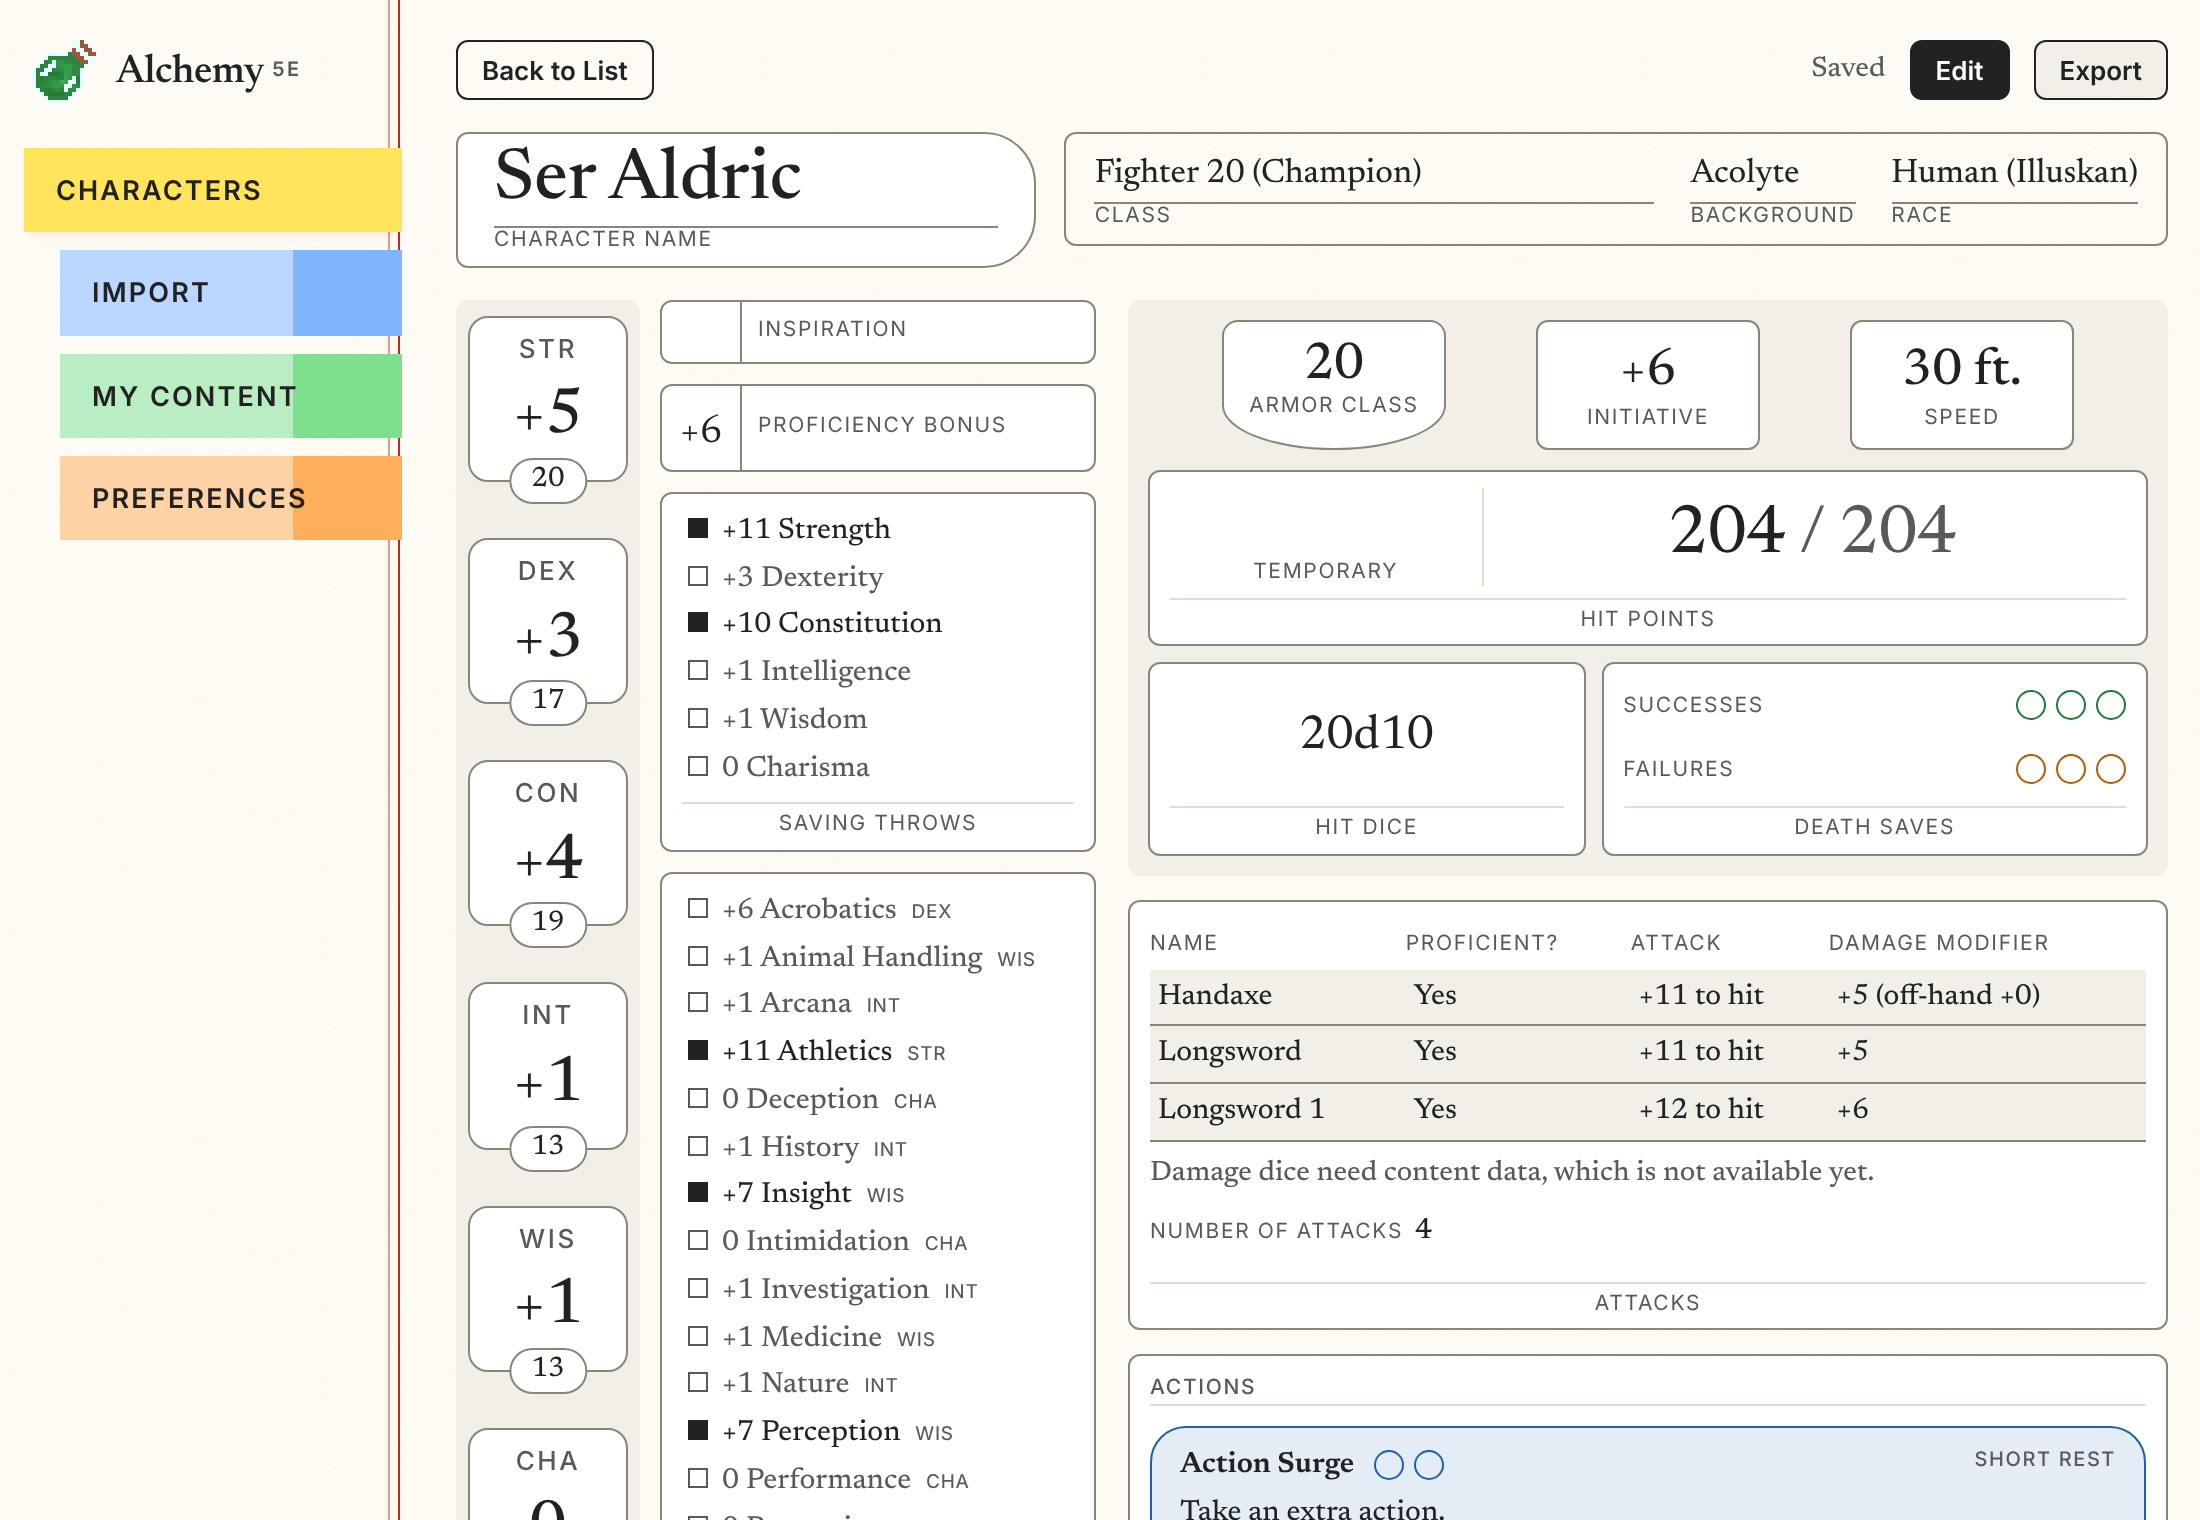 Alchemy 5E
CHARACTERS
IMPORT
MY CONTENT
PREFERENCES
Back to List
Saved
Edit
Export
Ser Aldric
CHARACTER NAME
Fighter 20 (Champion)
CLASS
Acolyte
BACKGROUND
Human (Illuskan)
RACE
STR
+5
20
DEX
+3
17
CON
+4
19
INT
+1
13
WIS
+1
13
CHA
INSPIRATION
+6 PROFICIENCY BONUS
+11 Strength
+3 Dexterity
+10 Constitution
+1 Intelligence
+1 Wisdom
0 Charisma
SAVING THROWS
+6 Acrobatics DEX
+1 Animal Handling WIS
+1 Arcana INT
+11 Athletics STR
0 Deception CHA
+1 History INT
+7 Insight WIS
0 Intimidation CHA
+1 Investigation INT
+1 Medicine WIS
+1 Nature INT
+7 Perception WIS
0 Performance CHA
20
ARMOR CLASS
+6
INITIATIVE
30 ft.
SPEED
TEMPORARY
204 / 204
HIT POINTS
20d10
HIT DICE
SUCCESSES
FAILURES
DEATH SAVES
NAME PROFICIENT? ATTACK DAMAGE MODIFIER
Handaxe Yes +11 to hit +5 (off-hand +0)
Longsword Yes +11 to hit +5
Longsword 1 Yes +12 to hit +6
Damage dice need content data, which is not available yet.
NUMBER OF ATTACKS 4
ATTACKS
ACTIONS
Action Surge SHORT REST
Take an extra action.